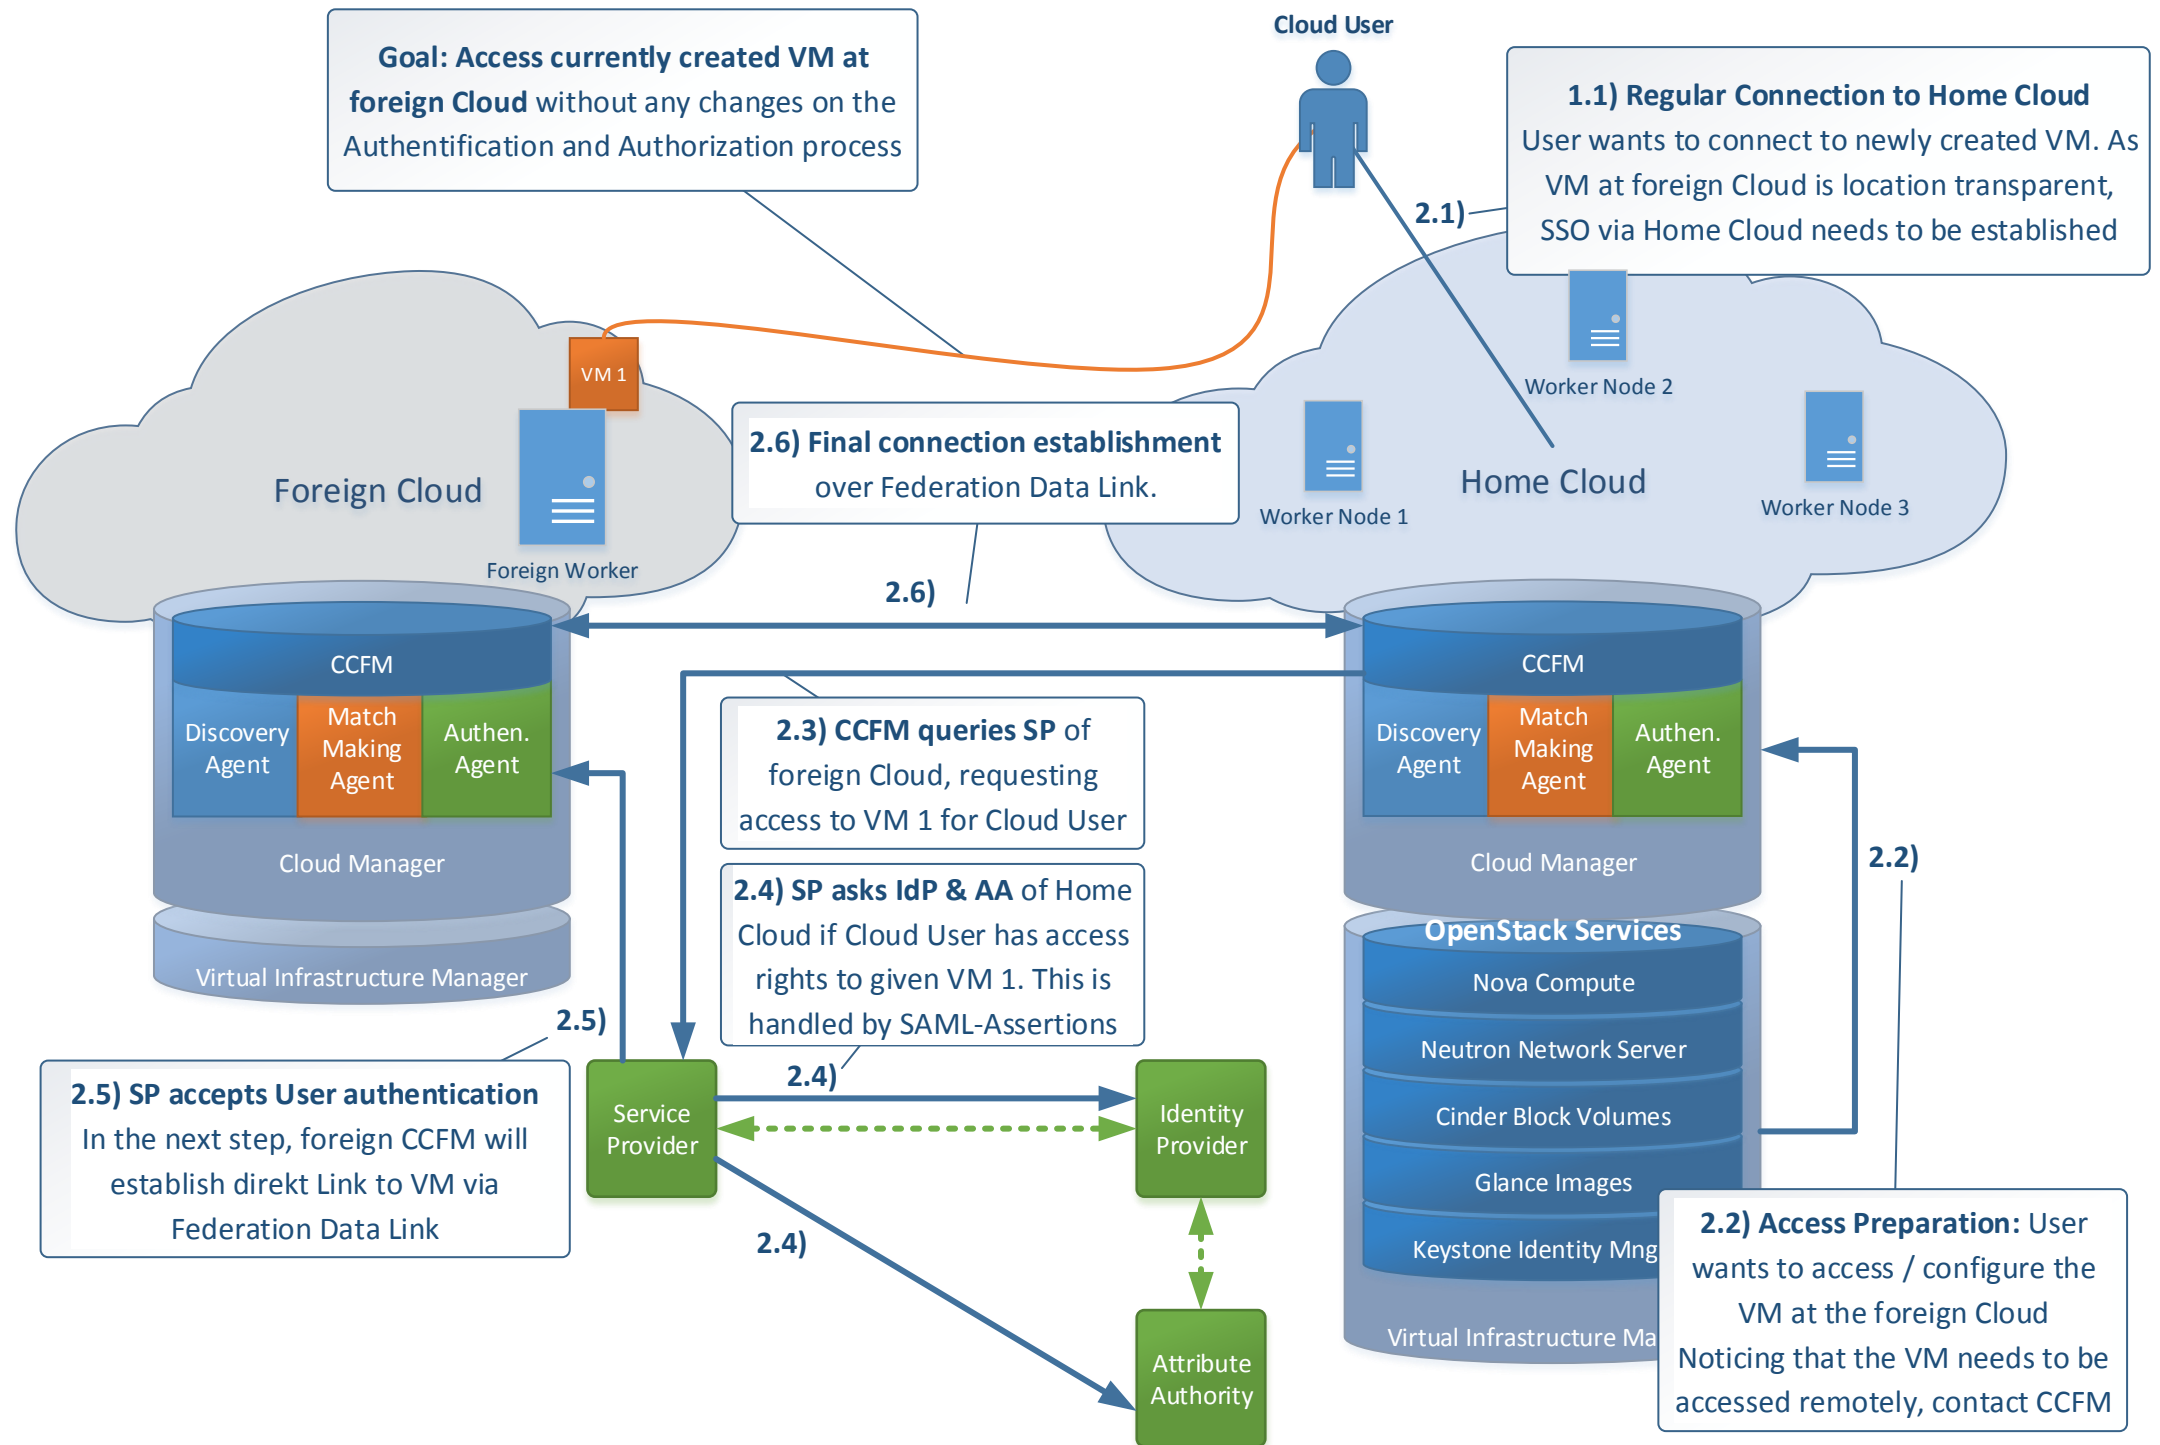 Cloud User
Goal: Access currently created VM at
foreign Cloud without any changes on the
Authentification and Authorization process
1.1) Regular Connection to Home Cloud
User wants to connect to newly created VM. As
VM at foreign Cloud is location transparent,
SSO via Home Cloud needs to be established
2.1)
VM 1
Foreign Cloud
Foreign Worker
2.6) Final connection establishment
over Federation Data Link.
Worker Node 2
Worker Node 1
Home Cloud
Worker Node 3
2.6)
CCFM
Discovery
Agent
Match
Making
Agent
Authen.
Agent
Cloud Manager
Virtual Infrastructure Manager
2.3) CCFM queries SP of
foreign Cloud, requesting
access to VM 1 for Cloud User
2.4) SP asks IdP & AA of Home
Cloud if Cloud User has access
rights to given VM 1. This is
handled by SAML-Assertions
CCFM
Discovery
Agent
Match
Making
Agent
Authen.
Agent
Cloud Manager
2.2)
OpenStack Services
Nova Compute
Neutron Network Server
Cinder Block Volumes
Glance Images
Keystone Identity Mng
Virtual Infrastructure Ma
2.5)
2.5) SP accepts User authentication
In the next step, foreign CCFM will
establish direkt Link to VM via
Federation Data Link
Service
Provider
2.4)
Identity
Provider
2.4)
Attribute
Authority
2.2) Access Preparation: User
wants to access / configure the
VM at the foreign Cloud
Noticing that the VM needs to be
accessed remotely, contact CCFM